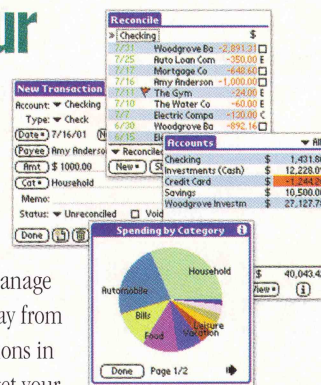 ur
Reconcile
» Checking $
7/31 Woodgrove Ba -2,891.31
7/25 Auto Loan Com -350.00 E
7/17 Mortgage Co -648.60
7/16 Amy Anderson -1,000.00
7/11 The Gym -24.00 E
7/10 The Water Co -60.00 E
7/7 Electric Compa -130.00 C
6/30 Woodgrove Ba -892.16
6/15
Reconciled
New
New Transaction
Account: Checking
Type: Check
Date 7/16/01
Payee Amy Anderson
Amt $ 1000.00
Cat Household
Memo:
Status: Unreconciled Void
Done
Accounts All
Checking $ 1,431.8
Investments (Cash) $ 12,228.0
Credit Card $ -1,244.2
Savings $ 10,500.0
Woodgrove Investm $ 27,127.7
$ 40,043.4
View
Spending by Category
Household
Automobile
Bills
Food
Vacation
Leisure
Done Page 1/2
anage
ay from
ons in